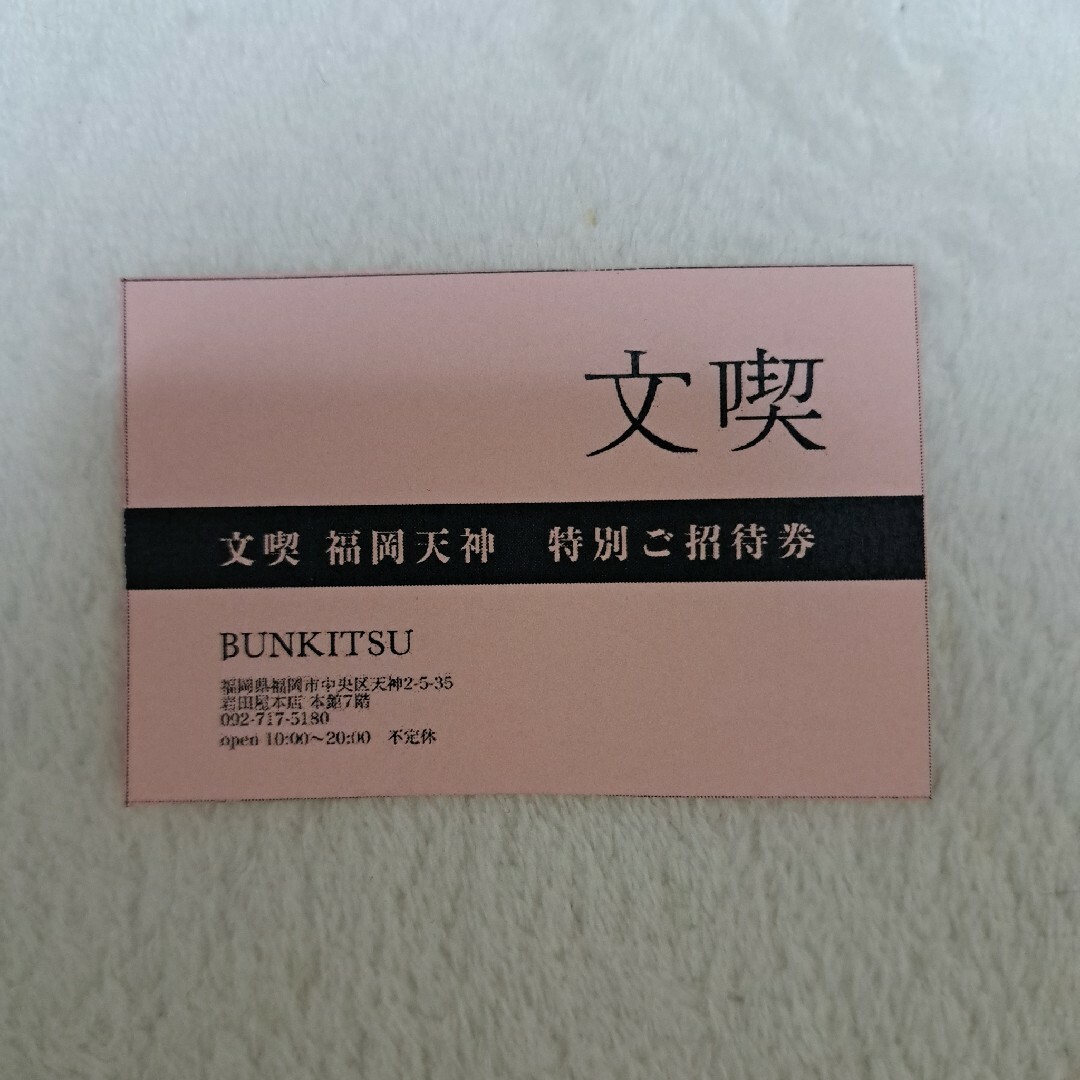 文喫
文喫 福岡天神　特別ご招待券
BUNKITSU
福岡県福岡市中央区天神2-5-35
岩田屋本店 本館7階
092-717-5180
open 10:00～20:00　不定休